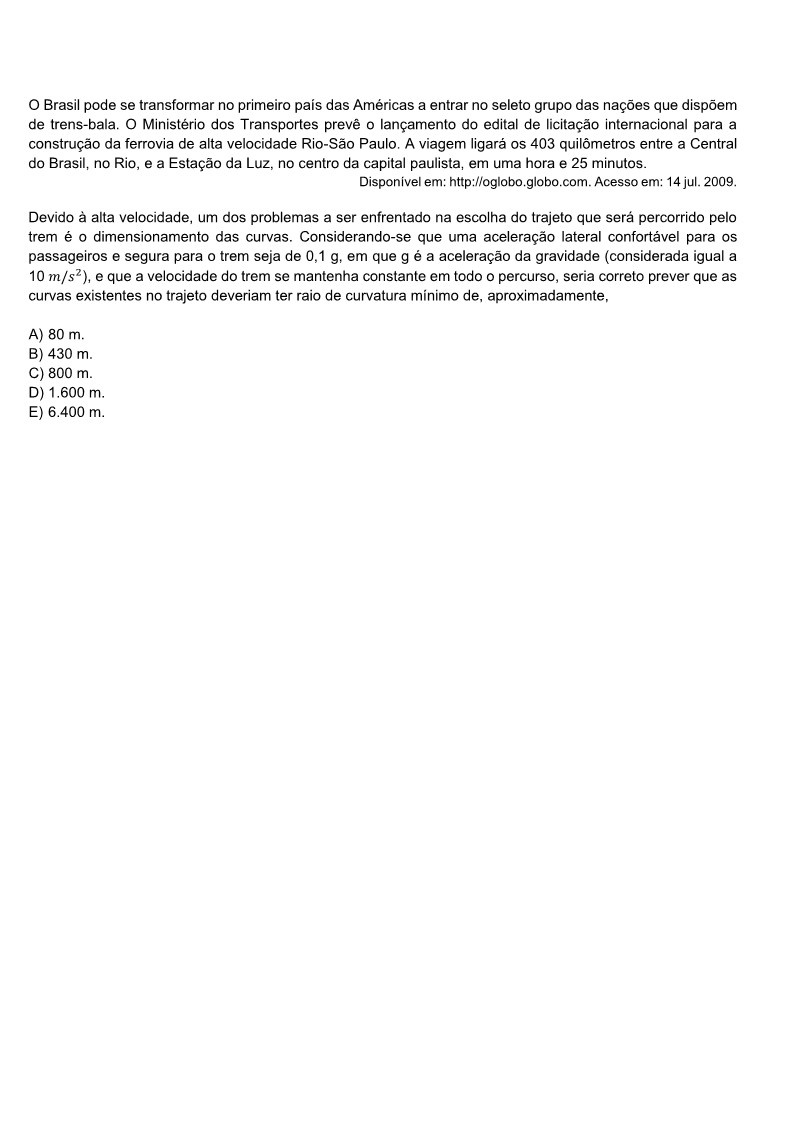 O Brasil pode se transformar no primeiro país das Américas a entrar no seleto grupo das nações que dispõem
de trens-bala. O Ministério dos Transportes prevê o lançamento do edital de licitação internacional para a
construção da ferrovia de alta velocidade Rio-São Paulo. A viagem ligará os 403 quilômetros entre a Central
do Brasil, no Rio, e a Estação da Luz, no centro da capital paulista, em uma hora e 25 minutos.
Disponível em: http://oglobo.globo.com. Acesso em: 14 jul. 2009.
Devido à alta velocidade, um dos problemas a ser enfrentado na escolha do trajeto que será percorrido pelo
trem é o dimensionamento das curvas. Considerando-se que uma aceleração lateral confortável para os
passageiros e segura para o trem seja de 0,1 g, em que g é a aceleração da gravidade (considerada igual a
10 m/s²), e que a velocidade do trem se mantenha constante em todo o percurso, seria correto prever que as
curvas existentes no trajeto deveriam ter raio de curvatura mínimo de, aproximadamente,
A) 80 m.
B) 430 m.
C) 800 m.
D) 1.600 m.
E) 6.400 m.